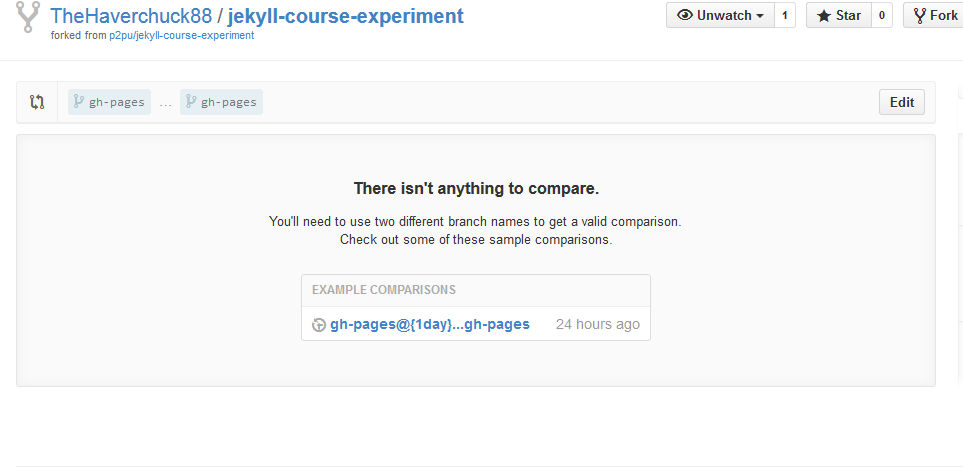 TheHaverchuck88 / jekyll-course-experiment
forked from p2pu/jekyll-course-experiment
Unwatch 1 Star 0 Fork
gh-pages ... gh-pages Edit
There isn't anything to compare.
You'll need to use two different branch names to get a valid comparison.
Check out some of these sample comparisons.
EXAMPLE COMPARISONS
gh-pages@{1day}...gh-pages 24 hours ago